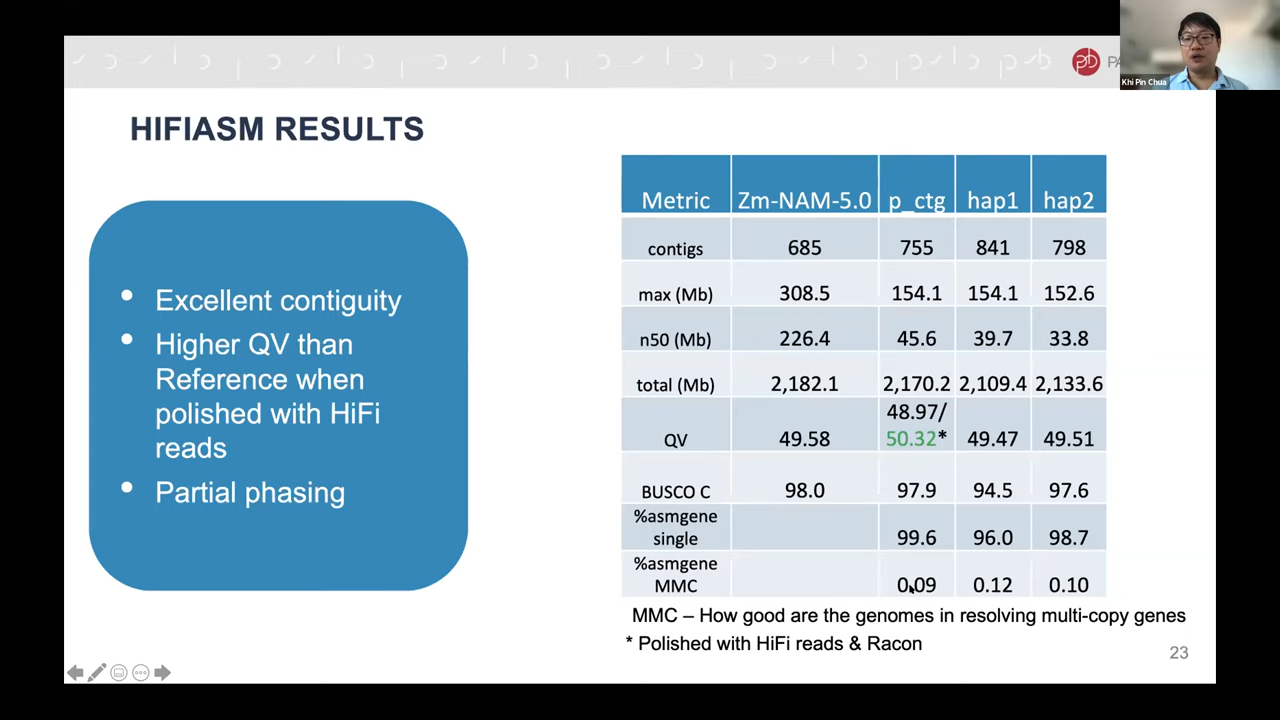 PA
Khi Pin Chua
HIFIASM RESULTS
• Excellent contiguity
• Higher QV than
Reference when
polished with HiFi
reads
• Partial phasing
Metric Zm-NAM-5.0 p_ctg hap1 hap2
contigs 685 755 841 798
max (Mb) 308.5 154.1 154.1 152.6
n50 (Mb) 226.4 45.6 39.7 33.8
total (Mb) 2,182.1 2,170.2 2,109.4 2,133.6
QV 49.58 48.97/ 50.32* 49.47 49.51
BUSCO C 98.0 97.9 94.5 97.6
%asmgene single 99.6 96.0 98.7
%asmgene MMC 0.09 0.12 0.10
MMC – How good are the genomes in resolving multi-copy genes
* Polished with HiFi reads & Racon
23